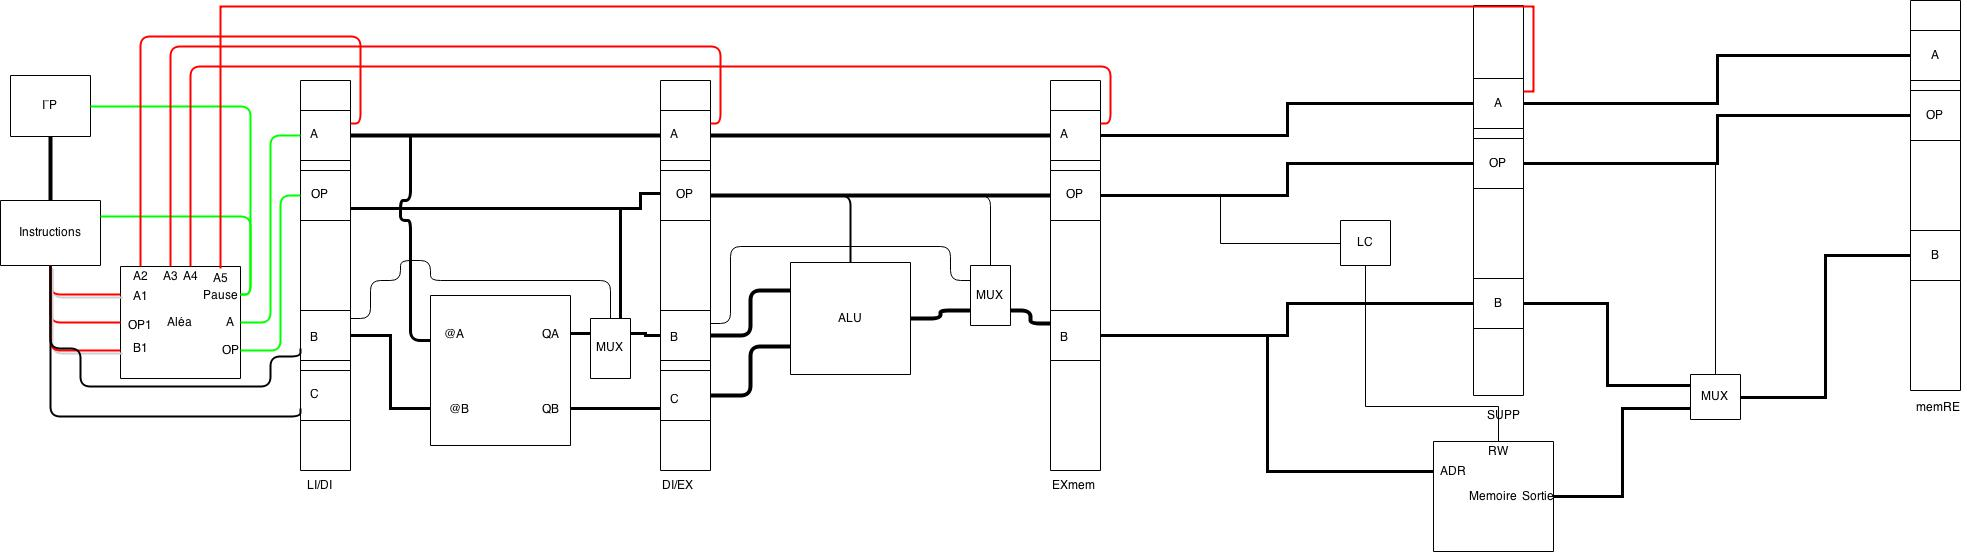 IP
Instructions
A2 A3 A4 A5
A1 Pause
OP1 Aléa A
B1 OP
A
OP
B
C
LI/DI
@A QA
@B QB
MUX
A
OP
B
C
DI/EX
ALU
MUX
A
OP
B
EXmem
LC
A
OP
B
SUPP
RW
ADR
Memoire Sortie
MUX
A
OP
B
memRE